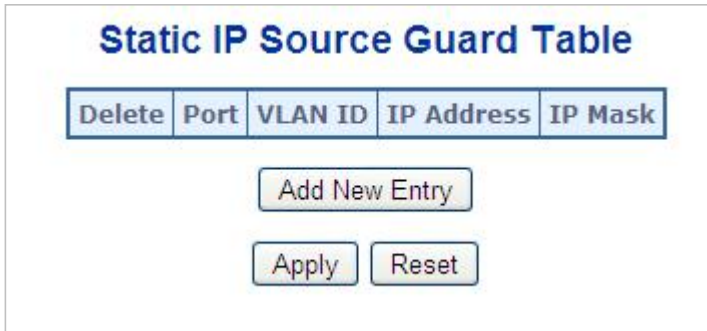 Static IP Source Guard Table
Delete Port VLAN ID IP Address IP Mask
Add New Entry
Apply Reset